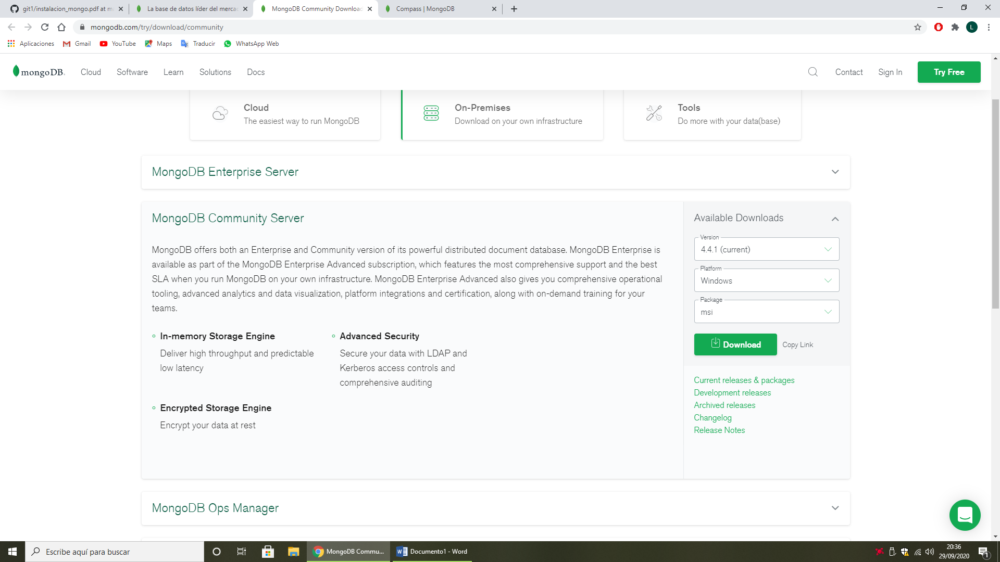 git1/instalacion_mongo.pdf at m
La base de datos líder del merca
MongoDB Community Download
Compass | MongoDB
mongodb.com/try/download/community
L
Aplicaciones
Gmail
YouTube
Maps
Traducir
WhatsApp Web
mongoDB.
Cloud
Software
Learn
Solutions
Docs
Contact
Sign In
Try Free
Cloud
The easiest way to run MongoDB
On-Premises
Download on your own infrastructure
Tools
Do more with your data(base)
MongoDB Enterprise Server
MongoDB Community Server
MongoDB offers both an Enterprise and Community version of its powerful distributed document database. MongoDB Enterprise is
available as part of the MongoDB Enterprise Advanced subscription, which features the most comprehensive support and the best
SLA when you run MongoDB on your own infrastructure. MongoDB Enterprise Advanced also gives you comprehensive operational
tooling, advanced analytics and data visualization, platform integrations and certification, along with on-demand training for your
teams.
In-memory Storage Engine
Deliver high throughput and predictable
low latency
Advanced Security
Secure your data with LDAP and
Kerberos access controls and
comprehensive auditing
Encrypted Storage Engine
Encrypt your data at rest
Available Downloads
Version
4.4.1 (current)
Platform
Windows
Package
msi
Download
Copy Link
Current releases & packages
Development releases
Archived releases
Changelog
Release Notes
MongoDB Ops Manager
Escribe aquí para buscar
MongoDB Commu...
Documento1 - Word
20:36
29/09/2020
1